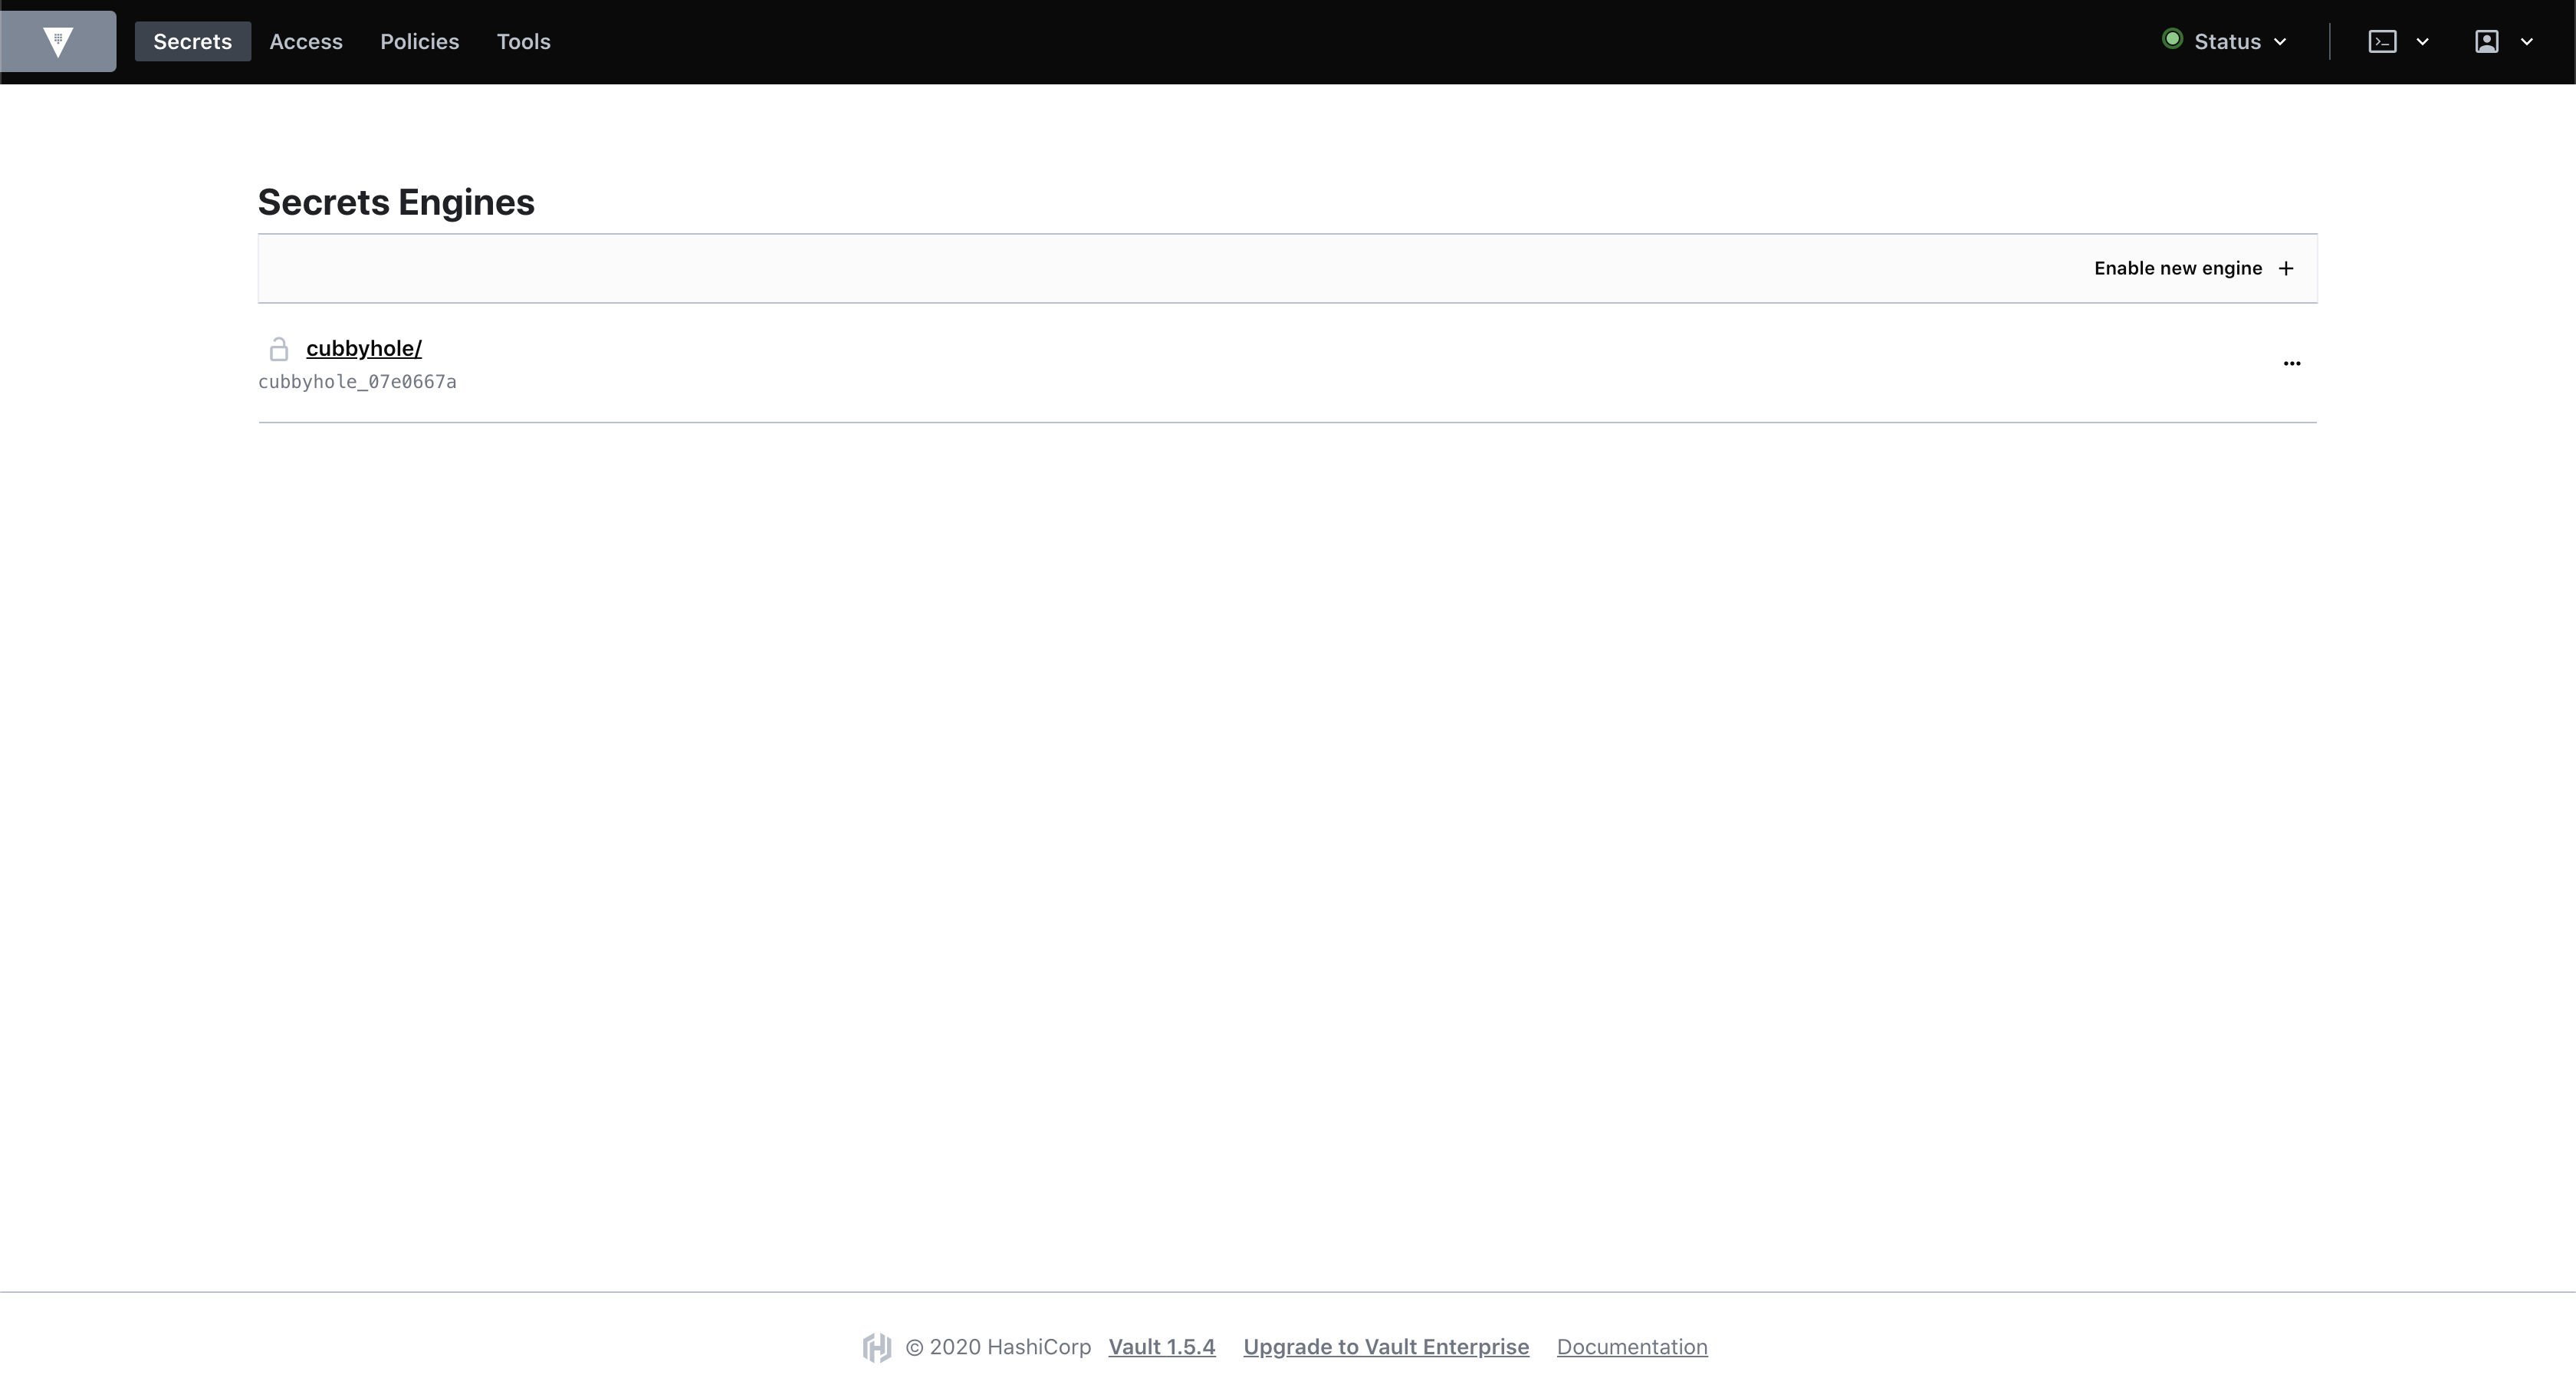 Secrets Access Policies Tools Status
Secrets Engines
Enable new engine
cubbyhole/
cubbyhole_07e0667a
© 2020 HashiCorp Vault 1.5.4 Upgrade to Vault Enterprise Documentation